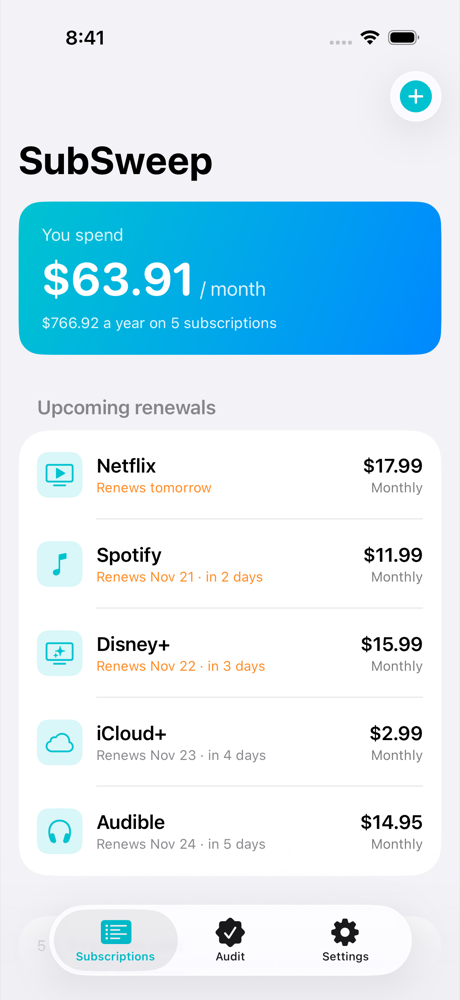 8:41
SubSweep
You spend
$63.91 / month
$766.92 a year on 5 subscriptions
Upcoming renewals
Netflix
$17.99
Renews tomorrow
Monthly
Spotify
$11.99
Renews Nov 21 · in 2 days
Monthly
Disney+
$15.99
Renews Nov 22 · in 3 days
Monthly
iCloud+
$2.99
Renews Nov 23 · in 4 days
Monthly
Audible
$14.95
Renews Nov 24 · in 5 days
Monthly
5
Subscriptions
Audit
Settings